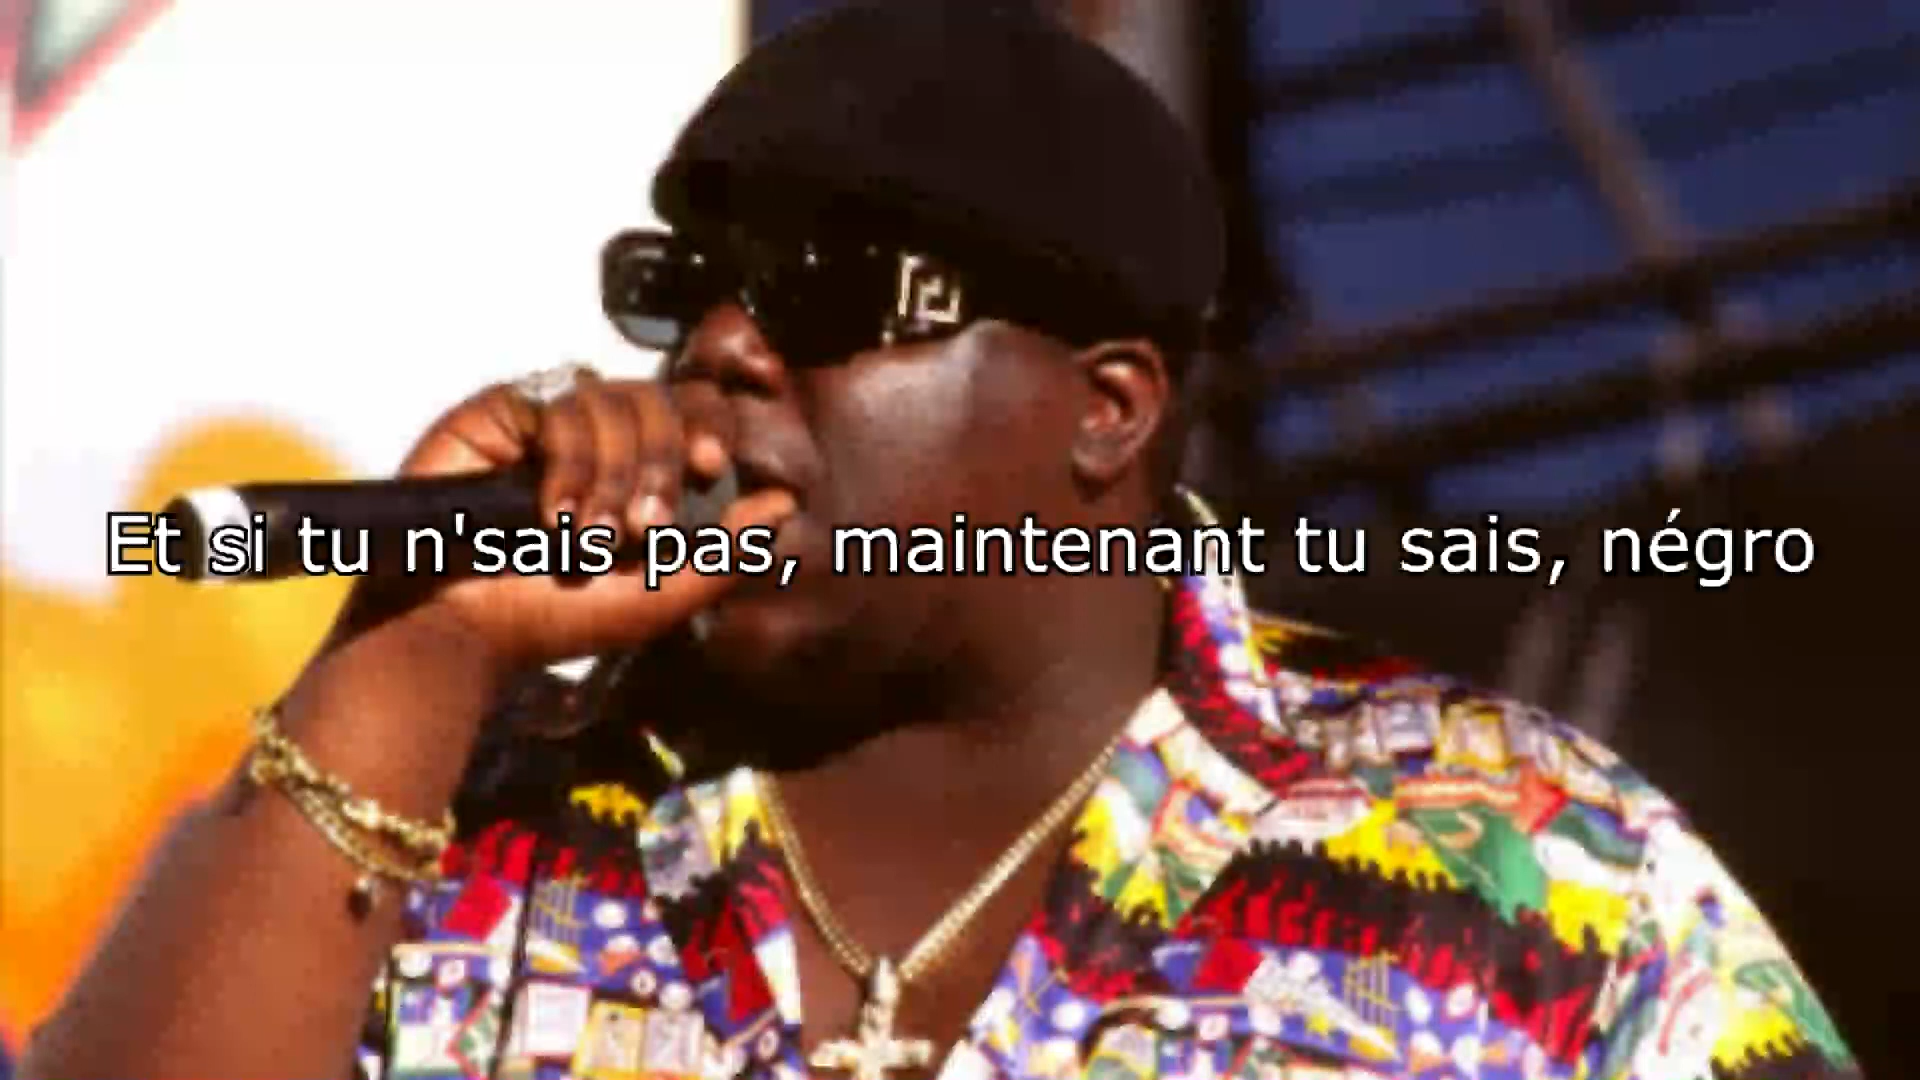 Et si tu n'sais pas, maintenant tu sais, négro